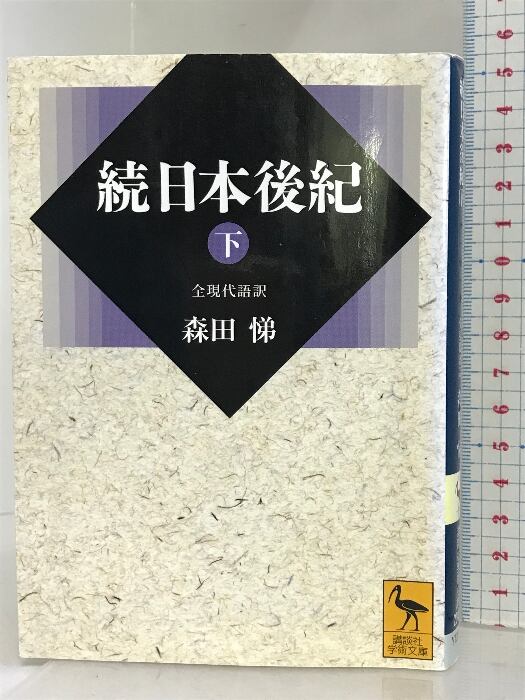 続日本後紀
下
全現代語訳
森田 悌
講談社
学術文庫